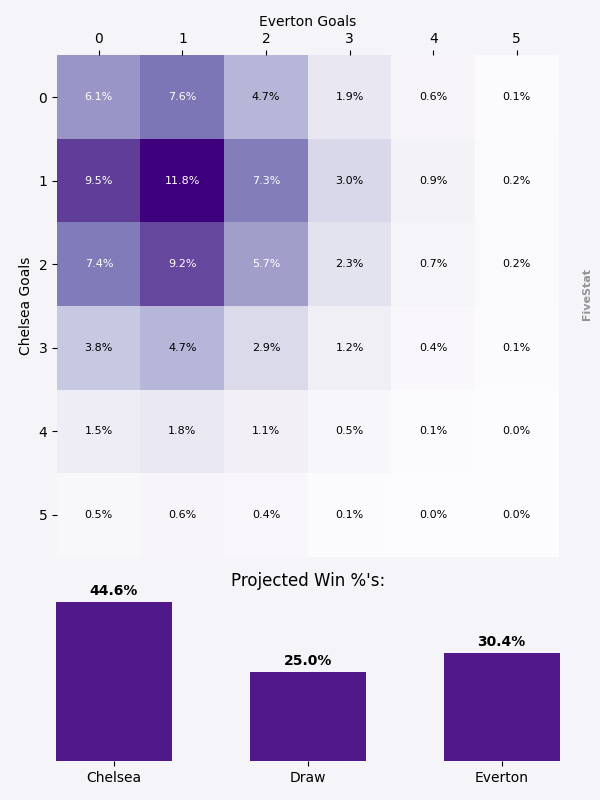 Everton Goals
0 1 2 3 4 5
0 6.1% 7.6% 4.7% 1.9% 0.6% 0.1%
1 9.5% 11.8% 7.3% 3.0% 0.9% 0.2%
2 7.4% 9.2% 5.7% 2.3% 0.7% 0.2%
3 3.8% 4.7% 2.9% 1.2% 0.4% 0.1%
4 1.5% 1.8% 1.1% 0.5% 0.1% 0.0%
5 0.5% 0.6% 0.4% 0.1% 0.0% 0.0%
Chelsea Goals
FiveStat
Projected Win %'s:
44.6% 25.0% 30.4%
Chelsea Draw Everton